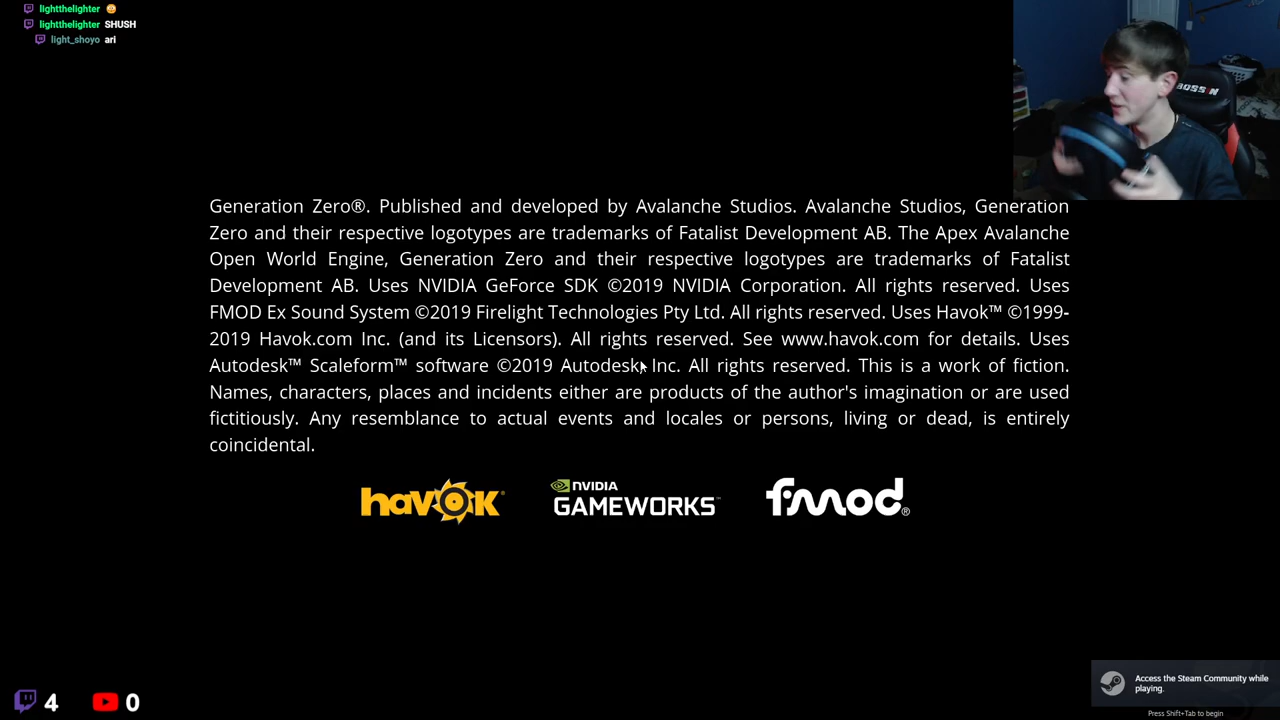 lightthelighter
lightthelighter SHUSH
light_shoyo ari
BOSSIN
Generation Zero®. Published and developed by Avalanche Studios. Avalanche Studios, Generation
Zero and their respective logotypes are trademarks of Fatalist Development AB. The Apex Avalanche
Open World Engine, Generation Zero and their respective logotypes are trademarks of Fatalist
Development AB. Uses NVIDIA GeForce SDK ©2019 NVIDIA Corporation. All rights reserved. Uses
FMOD Ex Sound System ©2019 Firelight Technologies Pty Ltd. All rights reserved. Uses Havok™ ©1999-
2019 Havok.com Inc. (and its Licensors). All rights reserved. See www.havok.com for details. Uses
Autodesk™ Scaleform™ software ©2019 Autodesk Inc. All rights reserved. This is a work of fiction.
Names, characters, places and incidents either are products of the author's imagination or are used
fictitiously. Any resemblance to actual events and locales or persons, living or dead, is entirely
coincidental.
havok®
NVIDIA
GAMEWORKS™
fmod®
Access the Steam Community while
playing.
Press Shift+Tab to begin
4
0